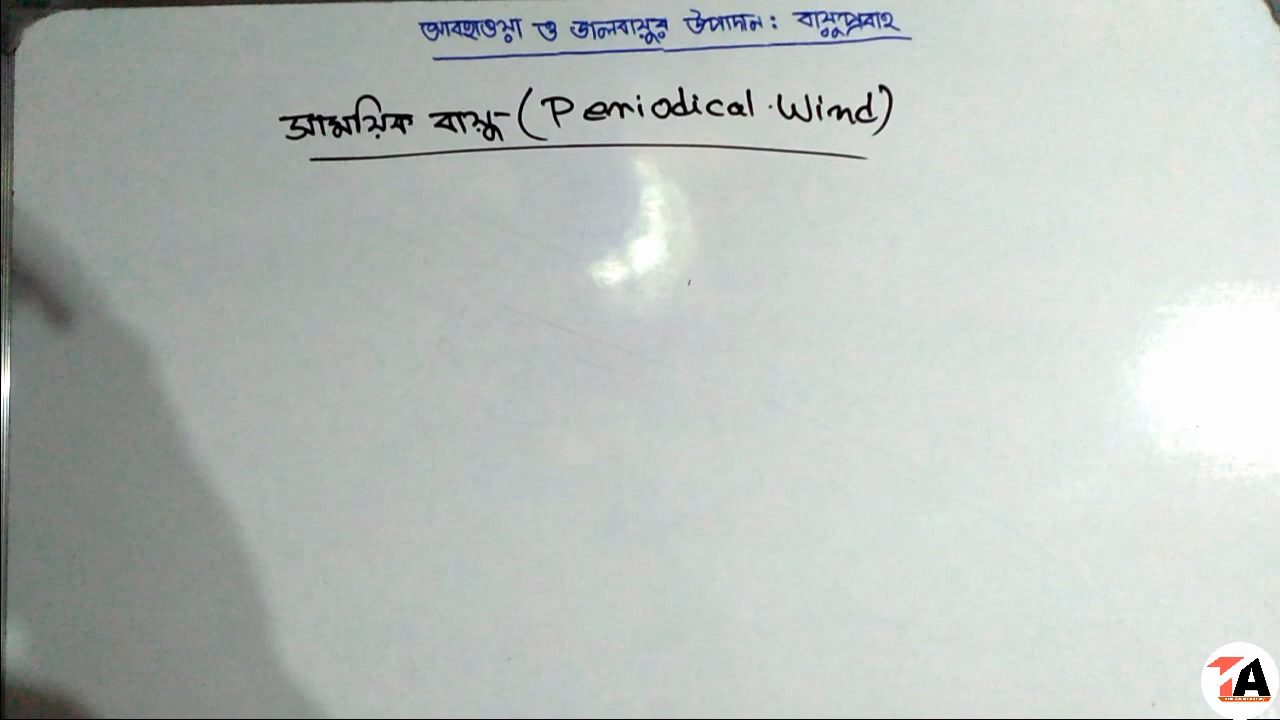 আবহাওয়া ও জলবায়ুর উপাদান: বায়ুপ্রবাহ
সাময়িক বায়ু-(Periodical Wind)